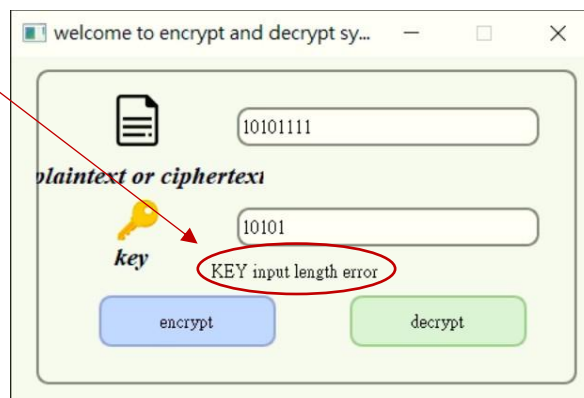 welcome to encrypt and decrypt sy...
10101111
plaintext or ciphertext
10101
key
KEY input length error
encrypt
decrypt